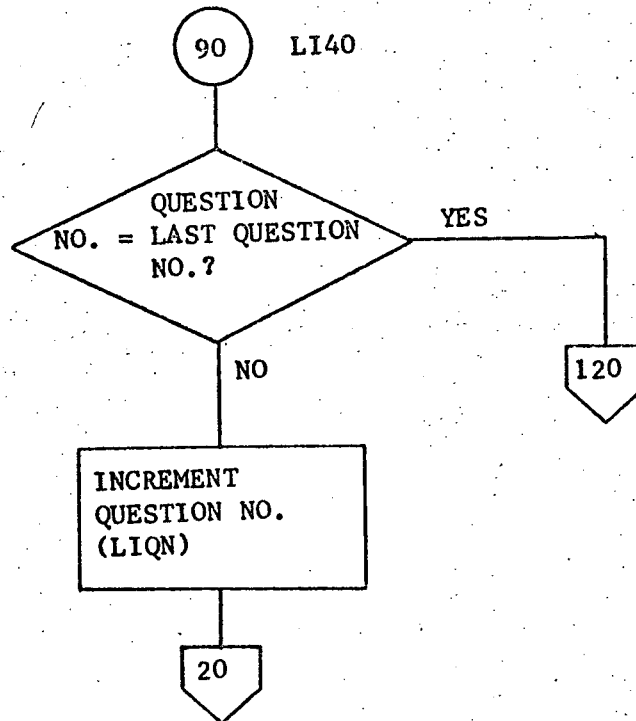 90 LI40
QUESTION
NO. = LAST QUESTION
NO.?
YES
120
NO
INCREMENT
QUESTION NO.
(LIQN)
20